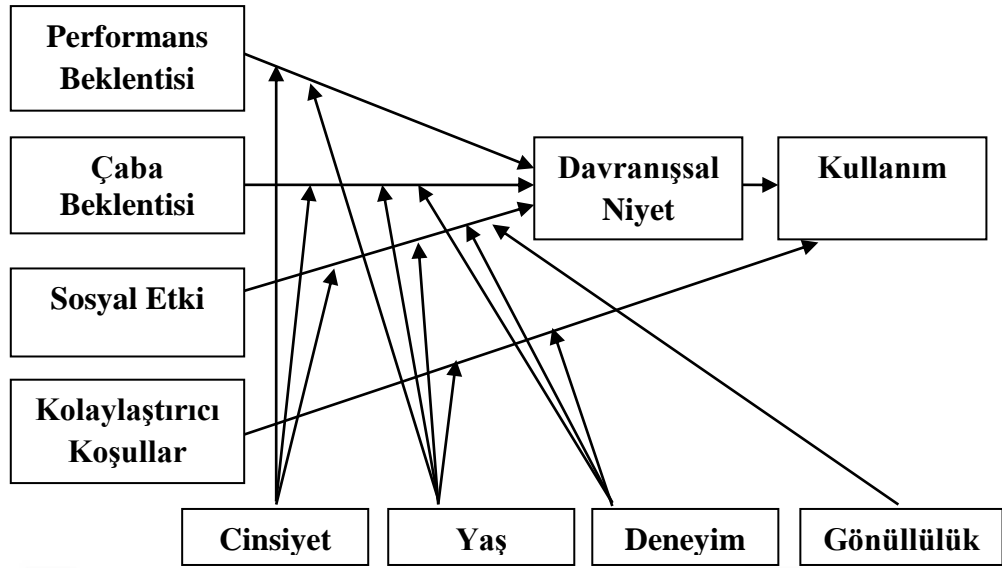 Performans
Beklentisi
Çaba
Beklentisi
Davranışsal
Niyet
Kullanım
Sosyal Etki
Kolaylaştırıcı
Koşullar
Cinsiyet
Yaş
Deneyim
Gönüllülük